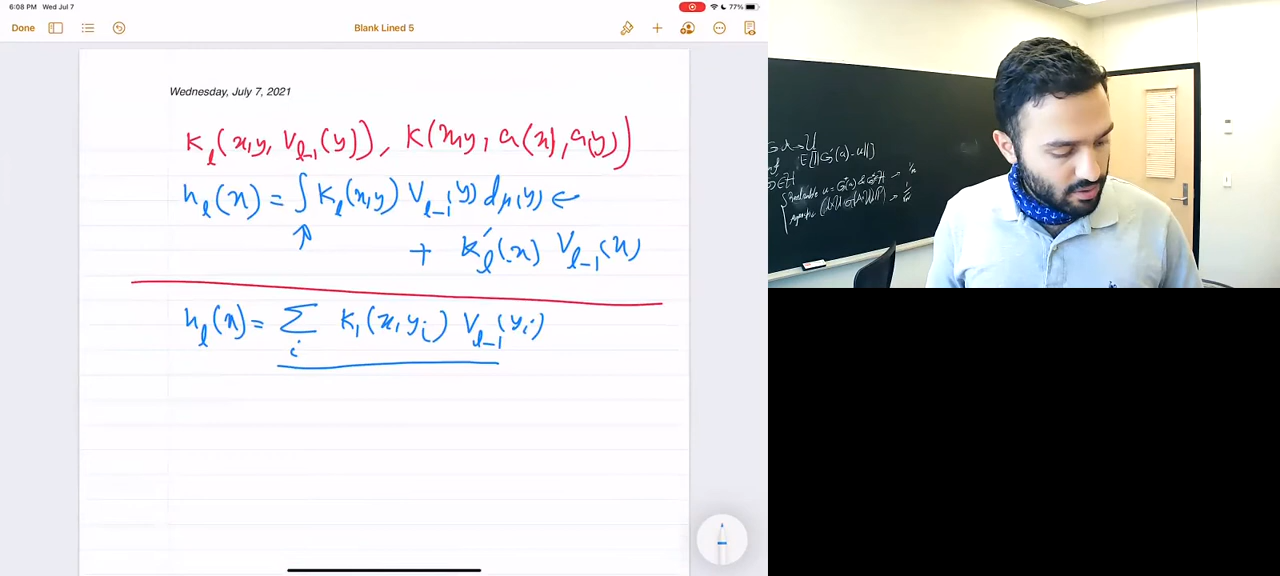 6:08 PM Wed Jul 7
77%
Done
Blank Lined 5
Wednesday, July 7, 2021
K_l(x,y, V_{l-1}(y)), K(x,y, a(x), a(y))
h_l(x) = ∫ K_l(x,y) V_{l-1}(y) dμ(y) ←
↑
+ K'_l(x) V_{l-1}(x)
h_l(x) = Σ_i K_1(x,y_i) V_{l-1}(y_i)